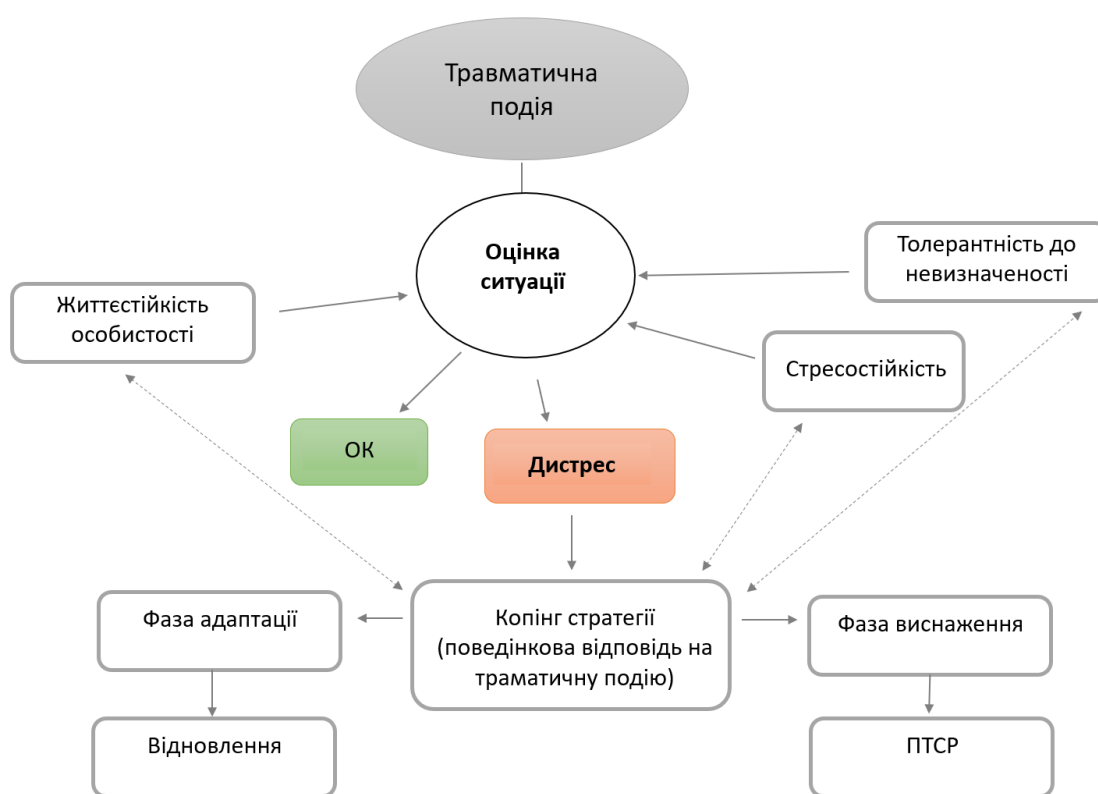 Травматична
подія
Оцінка
ситуації
Толерантність до
невизначеності
Життєстійкість
особистості
Стресостійкість
ОК
Дистрес
Фаза адаптації
Копінг стратегії
(поведінкова відповідь на
траматичну подію)
Фаза виснаження
Відновлення
ПТСР